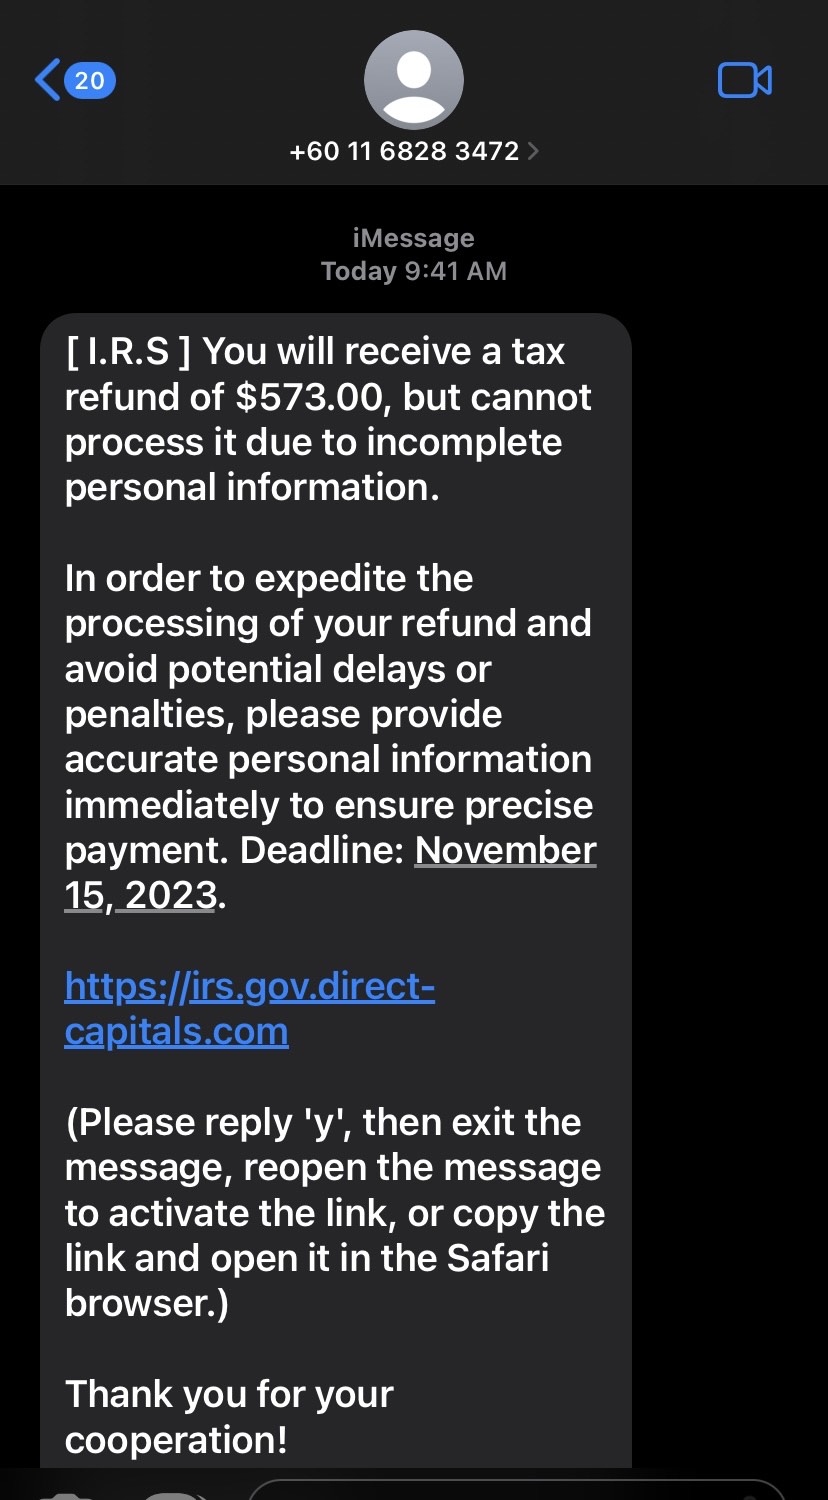 20
+60 11 6828 3472
iMessage
Today 9:41 AM
[ I.R.S ] You will receive a tax
refund of $573.00, but cannot
process it due to incomplete
personal information.
In order to expedite the
processing of your refund and
avoid potential delays or
penalties, please provide
accurate personal information
immediately to ensure precise
payment. Deadline: November
15, 2023.
https://irs.gov.direct-
capitals.com
(Please reply 'y', then exit the
message, reopen the message
to activate the link, or copy the
link and open it in the Safari
browser.)
Thank you for your
cooperation!